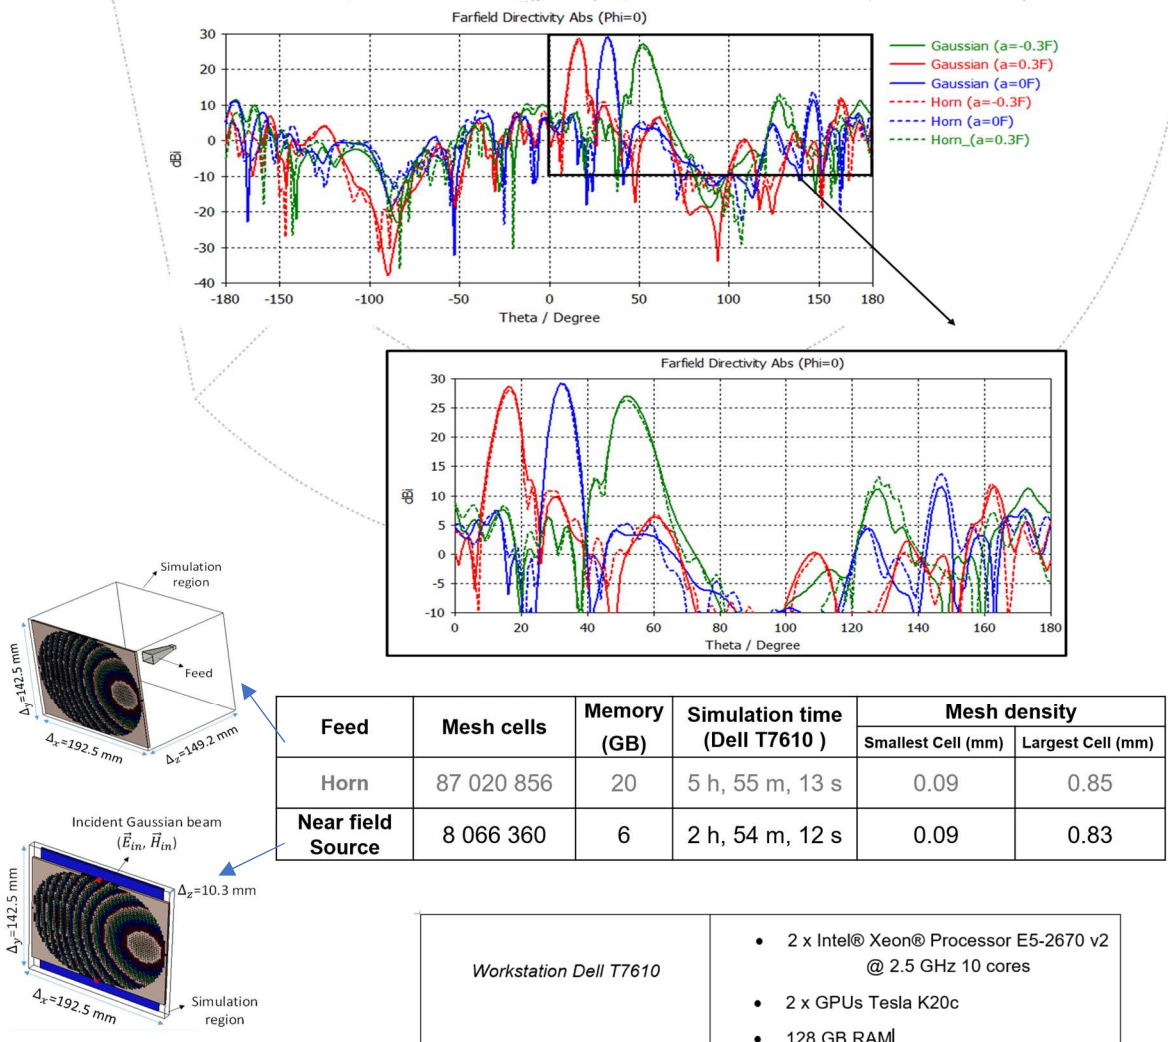 Farfield Directivity Abs (Phi=0)
30
20
10
0
-10
-20
-30
-40
dBi
-180
-150
-100
-50
0
50
100
150
180
Theta / Degree
Gaussian (a=-0.3F)
Gaussian (a=0.3F)
Gaussian (a=0F)
Horn (a=-0.3F)
Horn (a=0F)
Horn_(a=0.3F)
Farfield Directivity Abs (Phi=0)
30
25
20
15
10
5
0
-5
-10
dBi
0
20
40
60
80
100
120
140
160
180
Theta / Degree
Simulation
region
Feed
Δy=142.5 mm
Δx=192.5 mm
Δz=149.2 mm
Feed
Mesh cells
Memory
(GB)
Simulation time
(Dell T7610 )
Mesh density
Smallest Cell (mm)
Largest Cell (mm)
Horn
87 020 856
20
5 h, 55 m, 13 s
0.09
0.85
Near field
Source
8 066 360
6
2 h, 54 m, 12 s
0.09
0.83
Incident Gaussian beam
(E⃗in, H⃗in)
Δz=10.3 mm
Δy=142.5 mm
Δx=192.5 mm
Simulation
region
Workstation Dell T7610
• 2 x Intel® Xeon® Processor E5-2670 v2
@ 2.5 GHz 10 cores
• 2 x GPUs Tesla K20c
• 128 GB RAM